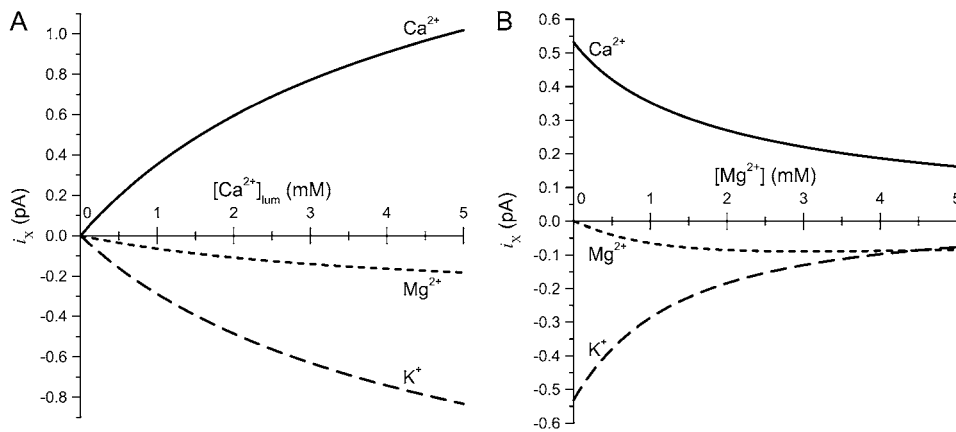 A
B
1.0
0.8
0.6
0.4
0.2
0.0
-0.2
-0.4
-0.6
-0.8
i_x (pA)
Ca²⁺
[Ca²⁺]lum (mM)
0 1 2 3 4 5
Mg²⁺
K⁺
0.6
0.5
0.4
0.3
0.2
0.1
0.0
-0.1
-0.2
-0.3
-0.4
-0.5
-0.6
i_x (pA)
Ca²⁺
[Mg²⁺] (mM)
0 1 2 3 4 5
Mg²⁺
K⁺